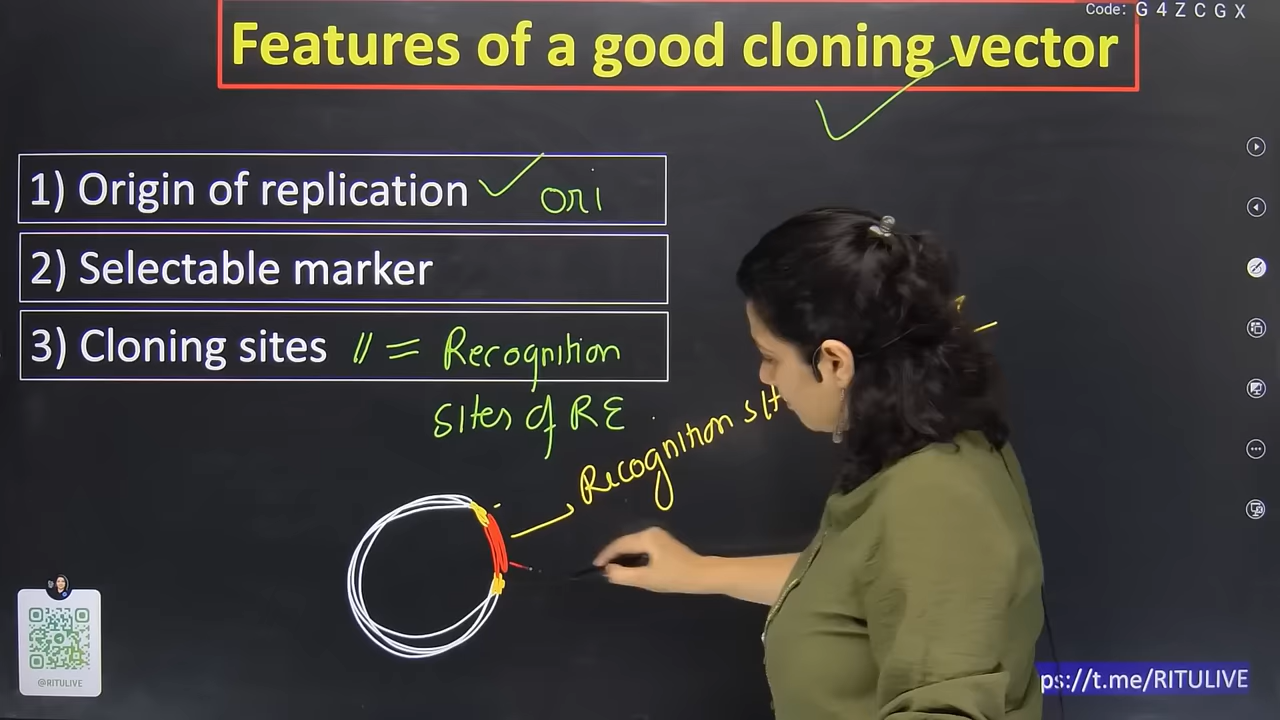 Code: G 4 Z C G X
Features of a good cloning vector
1) Origin of replication ori
2) Selectable marker
3) Cloning sites // = Recognition
sites of RE
Recognition sit
@RITULIVE
ps://t.me/RITULIVE